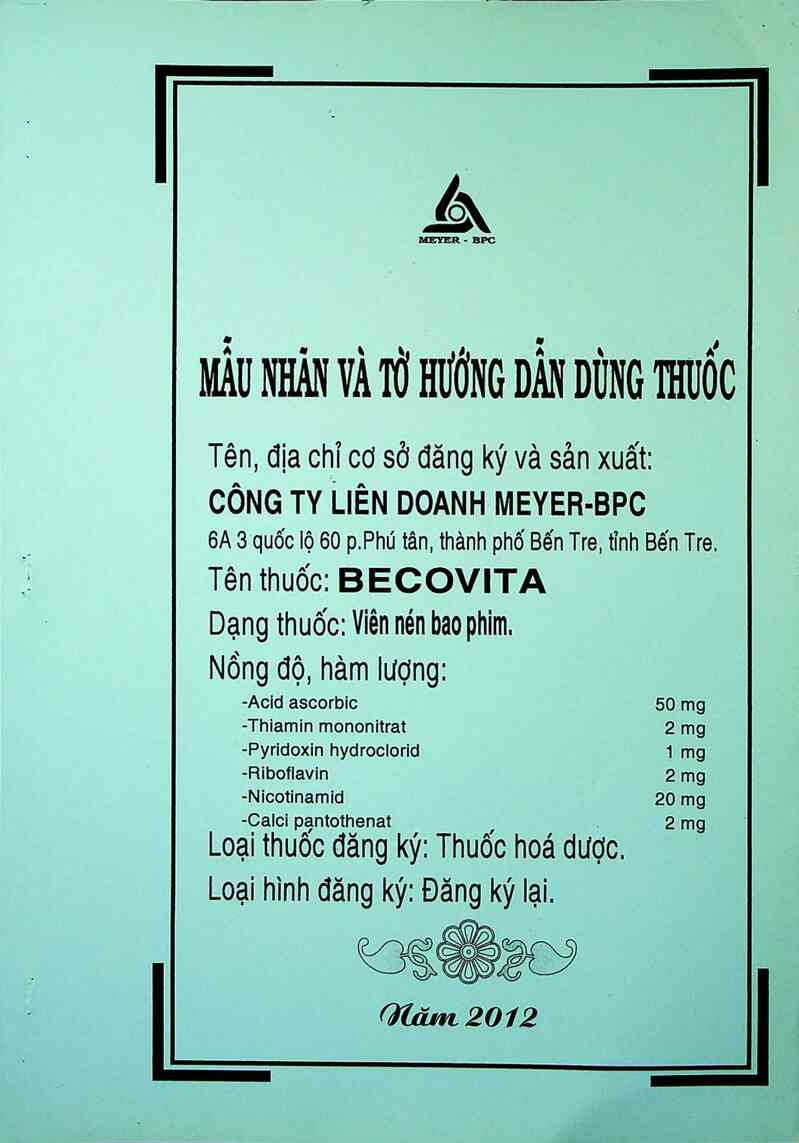 MEYER - BPC
MẪU NHÃN VÀ TỜ HƯỚNG DẪN DÙNG THUỐC
Tên, địa chỉ cơ sở đăng ký và sản xuất:
CÔNG TY LIÊN DOANH MEYER-BPC
6A 3 quốc lộ 60 p.Phú tân, thành phố Bến Tre, tỉnh Bến Tre.
Tên thuốc: BECOVITA
Dạng thuốc: Viên nén bao phim.
Nồng độ, hàm lượng:
-Acid ascorbic 50 mg
-Thiamin mononitrat 2 mg
-Pyridoxin hydroclorid 1 mg
-Riboflavin 2 mg
-Nicotinamid 20 mg
-Calci pantothenat 2 mg
Loại thuốc đăng ký: Thuốc hoá dược.
Loại hình đăng ký: Đăng ký lại.
Năm 2012